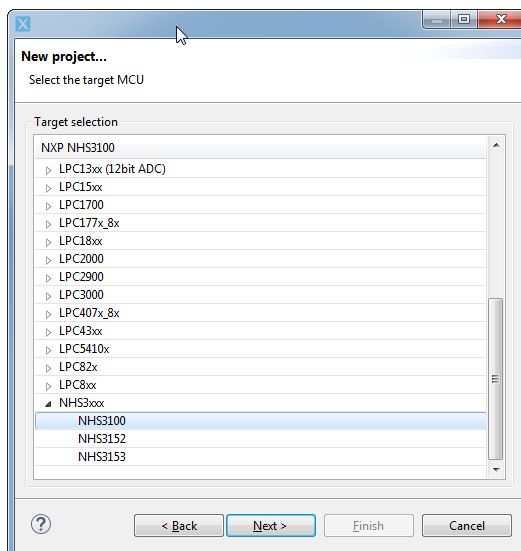 New project...
Select the target MCU
Target selection
NXP NHS3100
LPC13xx (12bit ADC)
LPC15xx
LPC1700
LPC177x_8x
LPC18xx
LPC2000
LPC2900
LPC3000
LPC407x_8x
LPC43xx
LPC5410x
LPC82x
LPC8xx
NHS3xxx
NHS3100
NHS3152
NHS3153
? < Back Next > Finish Cancel